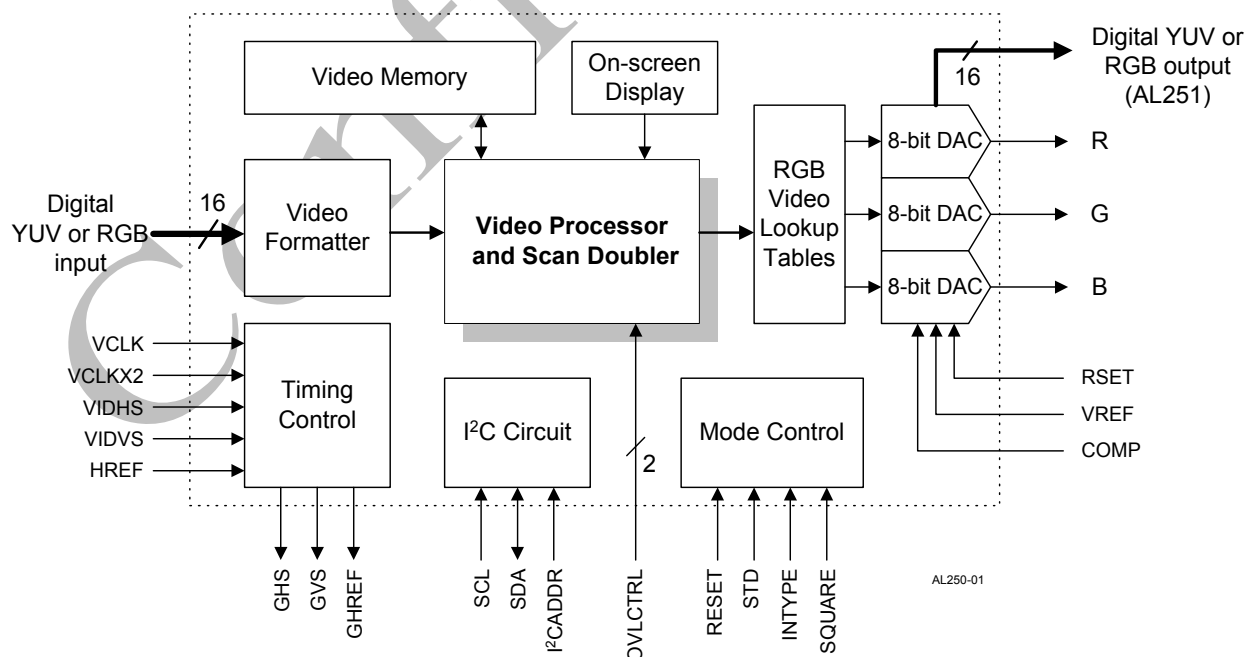 Video Memory
On-screen
Display
16
Digital YUV or
RGB output
(AL251)
Digital
YUV or RGB
input
16
Video
Formatter
Video Processor
and Scan Doubler
RGB
Video
Lookup
Tables
8-bit DAC
8-bit DAC
8-bit DAC
R
G
B
VCLK
VCLKX2
VIDHS
VIDVS
HREF
Timing
Control
I²C Circuit
2
Mode Control
RSET
VREF
COMP
GHS
GVS
GHREF
SCL
SDA
I²CADDR
OVLCTRL
RESET
STD
INTYPE
SQUARE
AL250-01